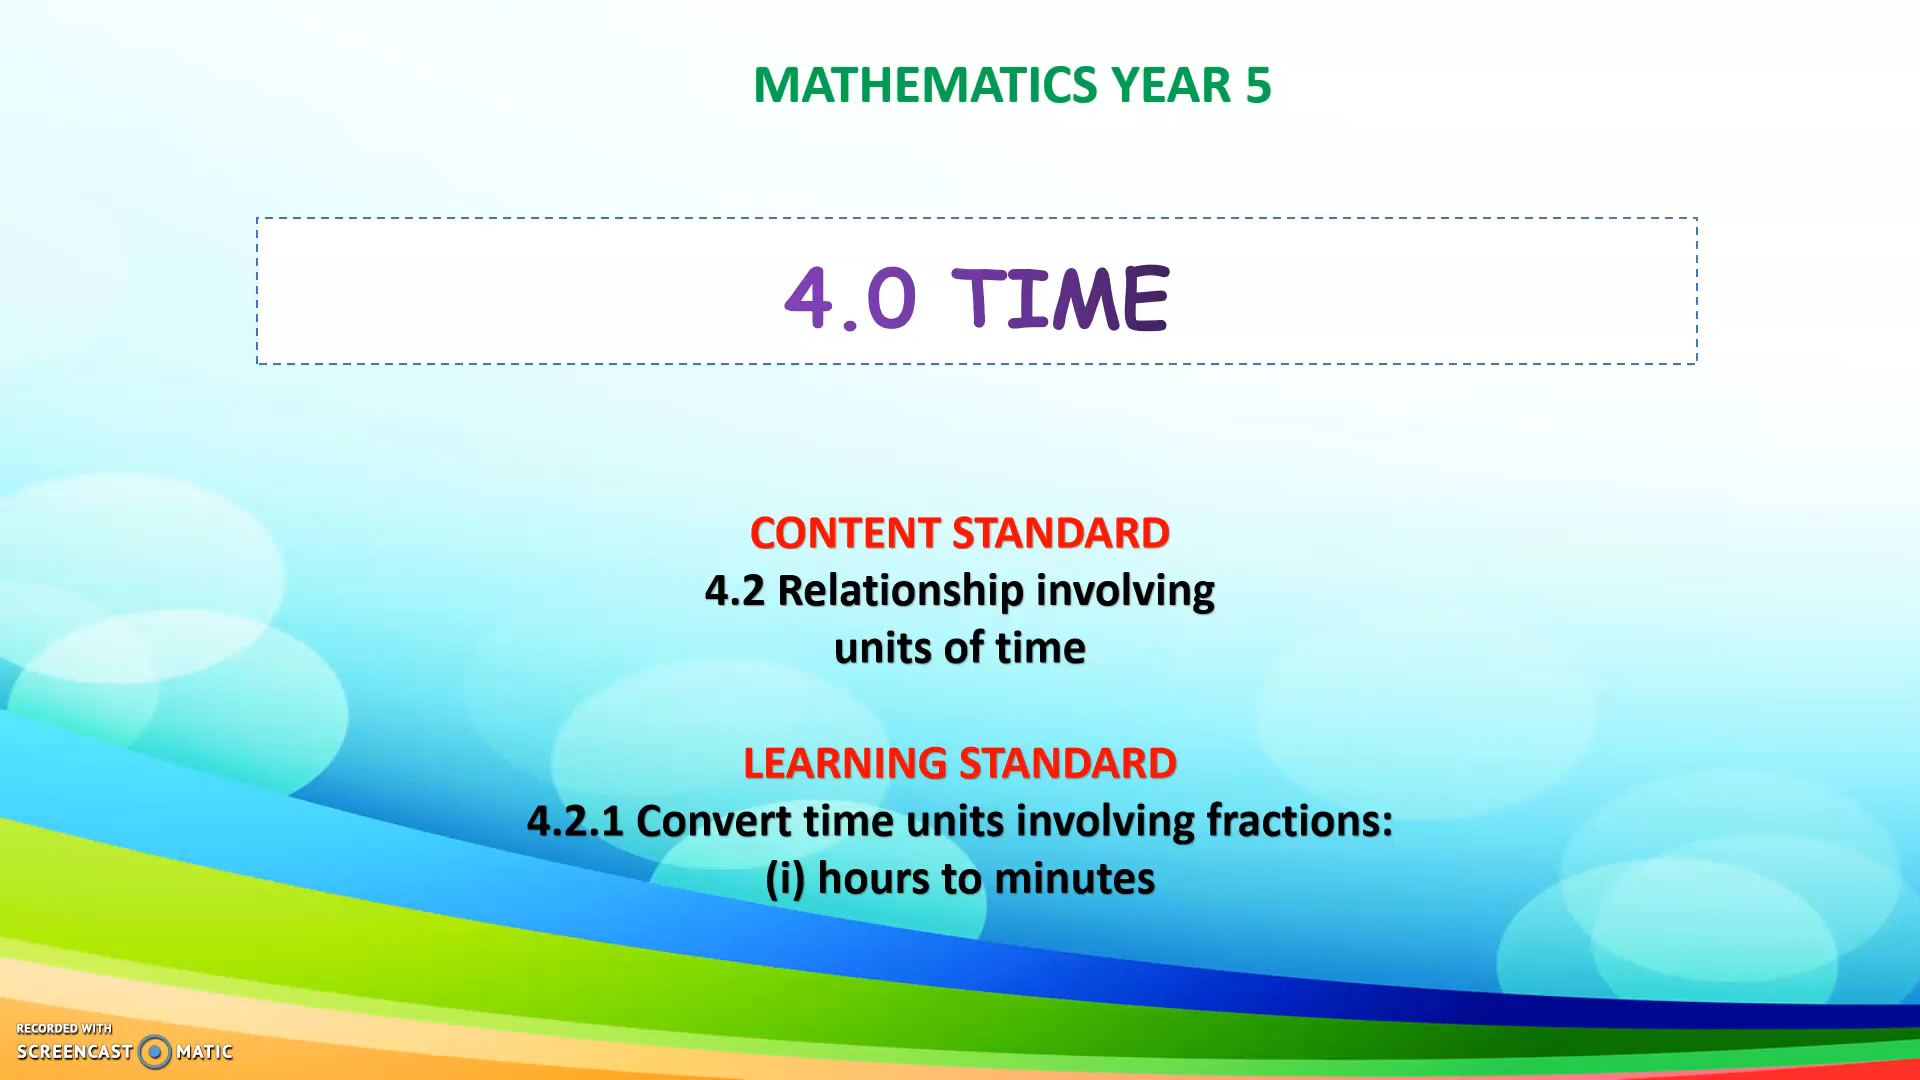 MATHEMATICS YEAR 5
4.0 TIME
CONTENT STANDARD
4.2 Relationship involving
units of time
LEARNING STANDARD
4.2.1 Convert time units involving fractions:
(i) hours to minutes
RECORDED WITH
SCREENCAST MATIC